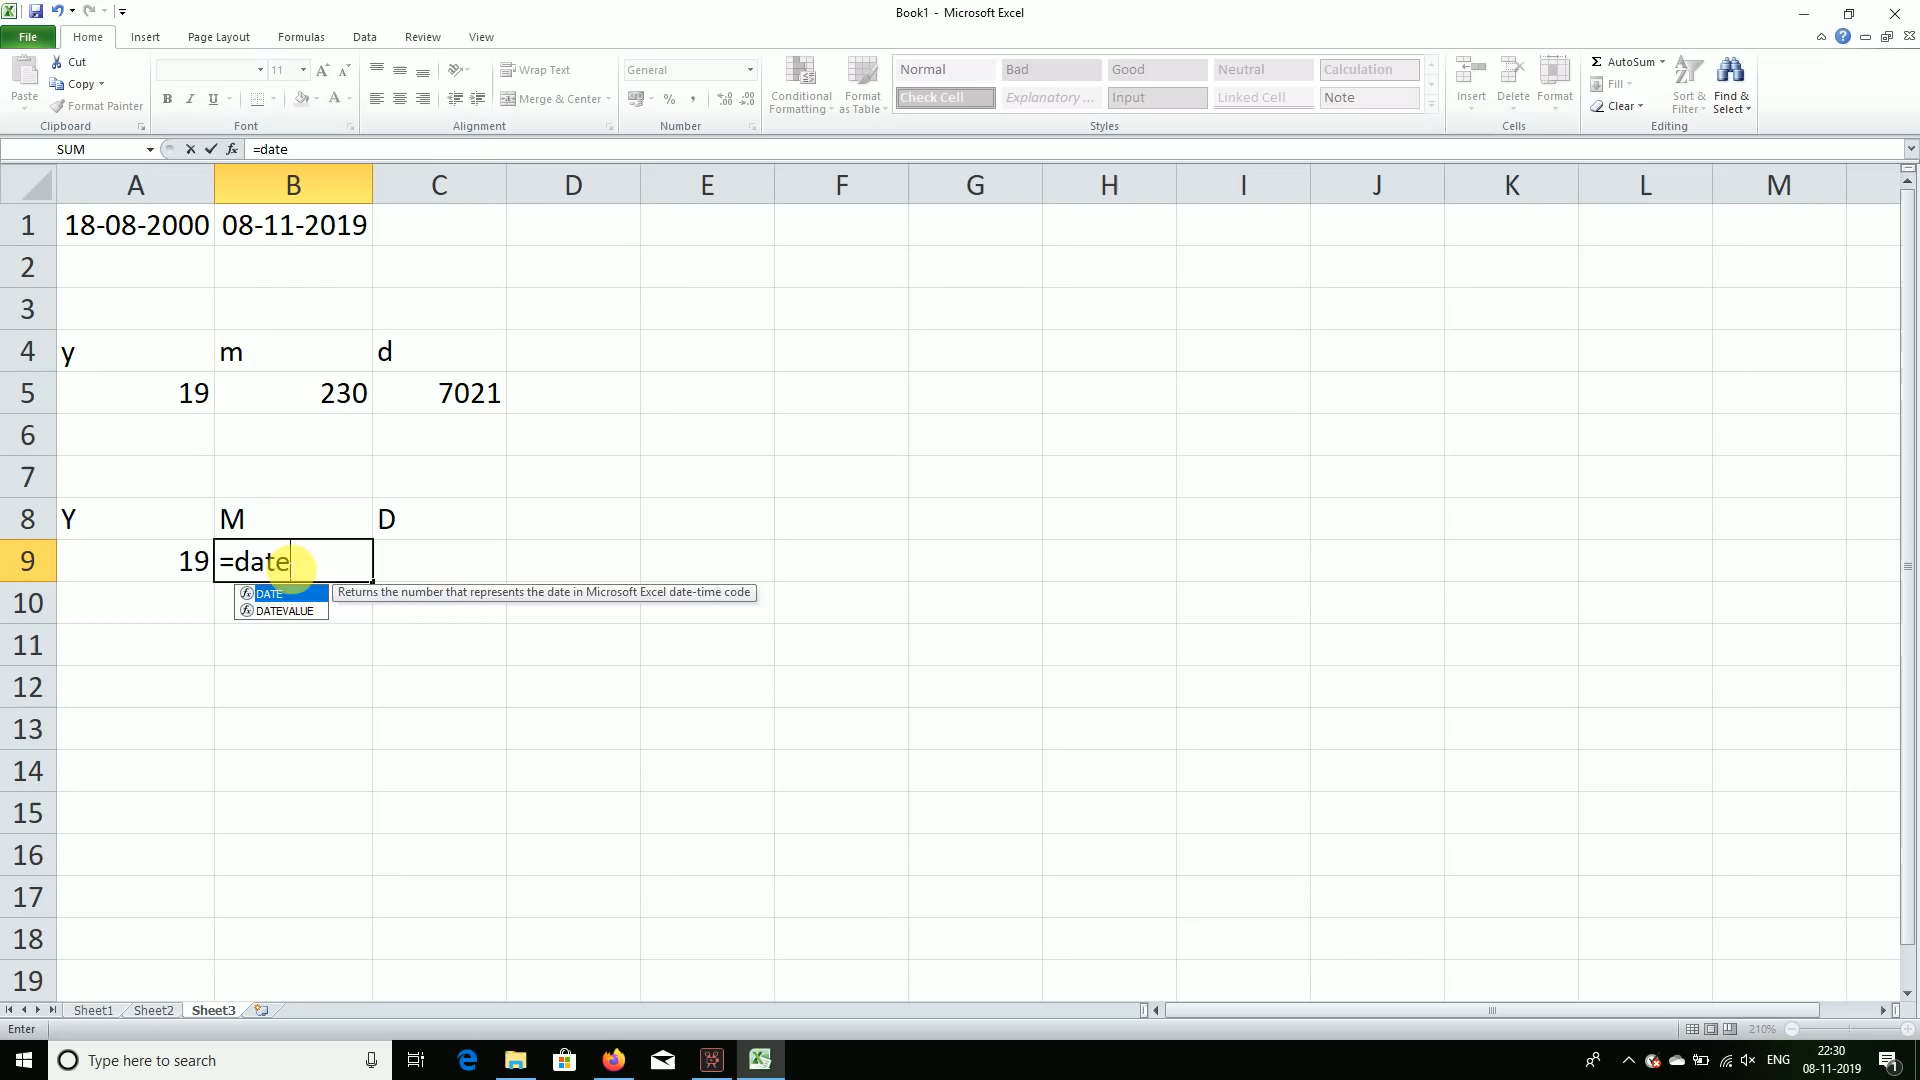 Book1 - Microsoft Excel
File Home Insert Page Layout Formulas Data Review View
Cut
Copy
Format Painter
Paste
Clipboard
11
Font
Wrap Text
Merge & Center
Alignment
General
Number
Conditional Formatting
Format as Table
Normal Bad Good Neutral Calculation
Check Cell Explanatory ... Input Linked Cell Note
Styles
Insert Delete Format
Cells
AutoSum
Fill
Clear
Sort & Filter
Find & Select
Editing
SUM =date
A B C D E F G H I J K L M
1 18-08-2000 08-11-2019
2
3
4 y m d
5 19 230 7021
6
7
8 Y M D
9 19 =date
DATE Returns the number that represents the date in Microsoft Excel date-time code
DATEVALUE
10
11
12
13
14
15
16
17
18
19
Sheet1 Sheet2 Sheet3
Enter 210%
Type here to search
ENG
22:30
08-11-2019
1